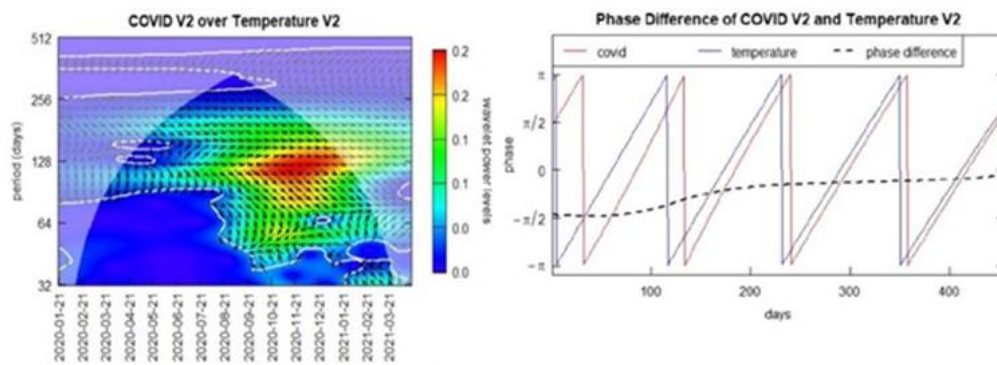 COVID V2 over Temperature V2
512
256
128
64
32
period (days)
2020-01-21
2020-02-21
2020-03-21
2020-04-21
2020-05-21
2020-06-21
2020-07-21
2020-08-21
2020-09-21
2020-10-21
2020-11-21
2020-12-21
2021-01-21
2021-02-21
2021-03-21
0.2
0.2
0.1
0.1
0.0
0.0
wavelet power levels
Phase Difference of COVID V2 and Temperature V2
covid temperature phase difference
π
π/2
0
-π/2
-π
phase
100 200 300 400
days